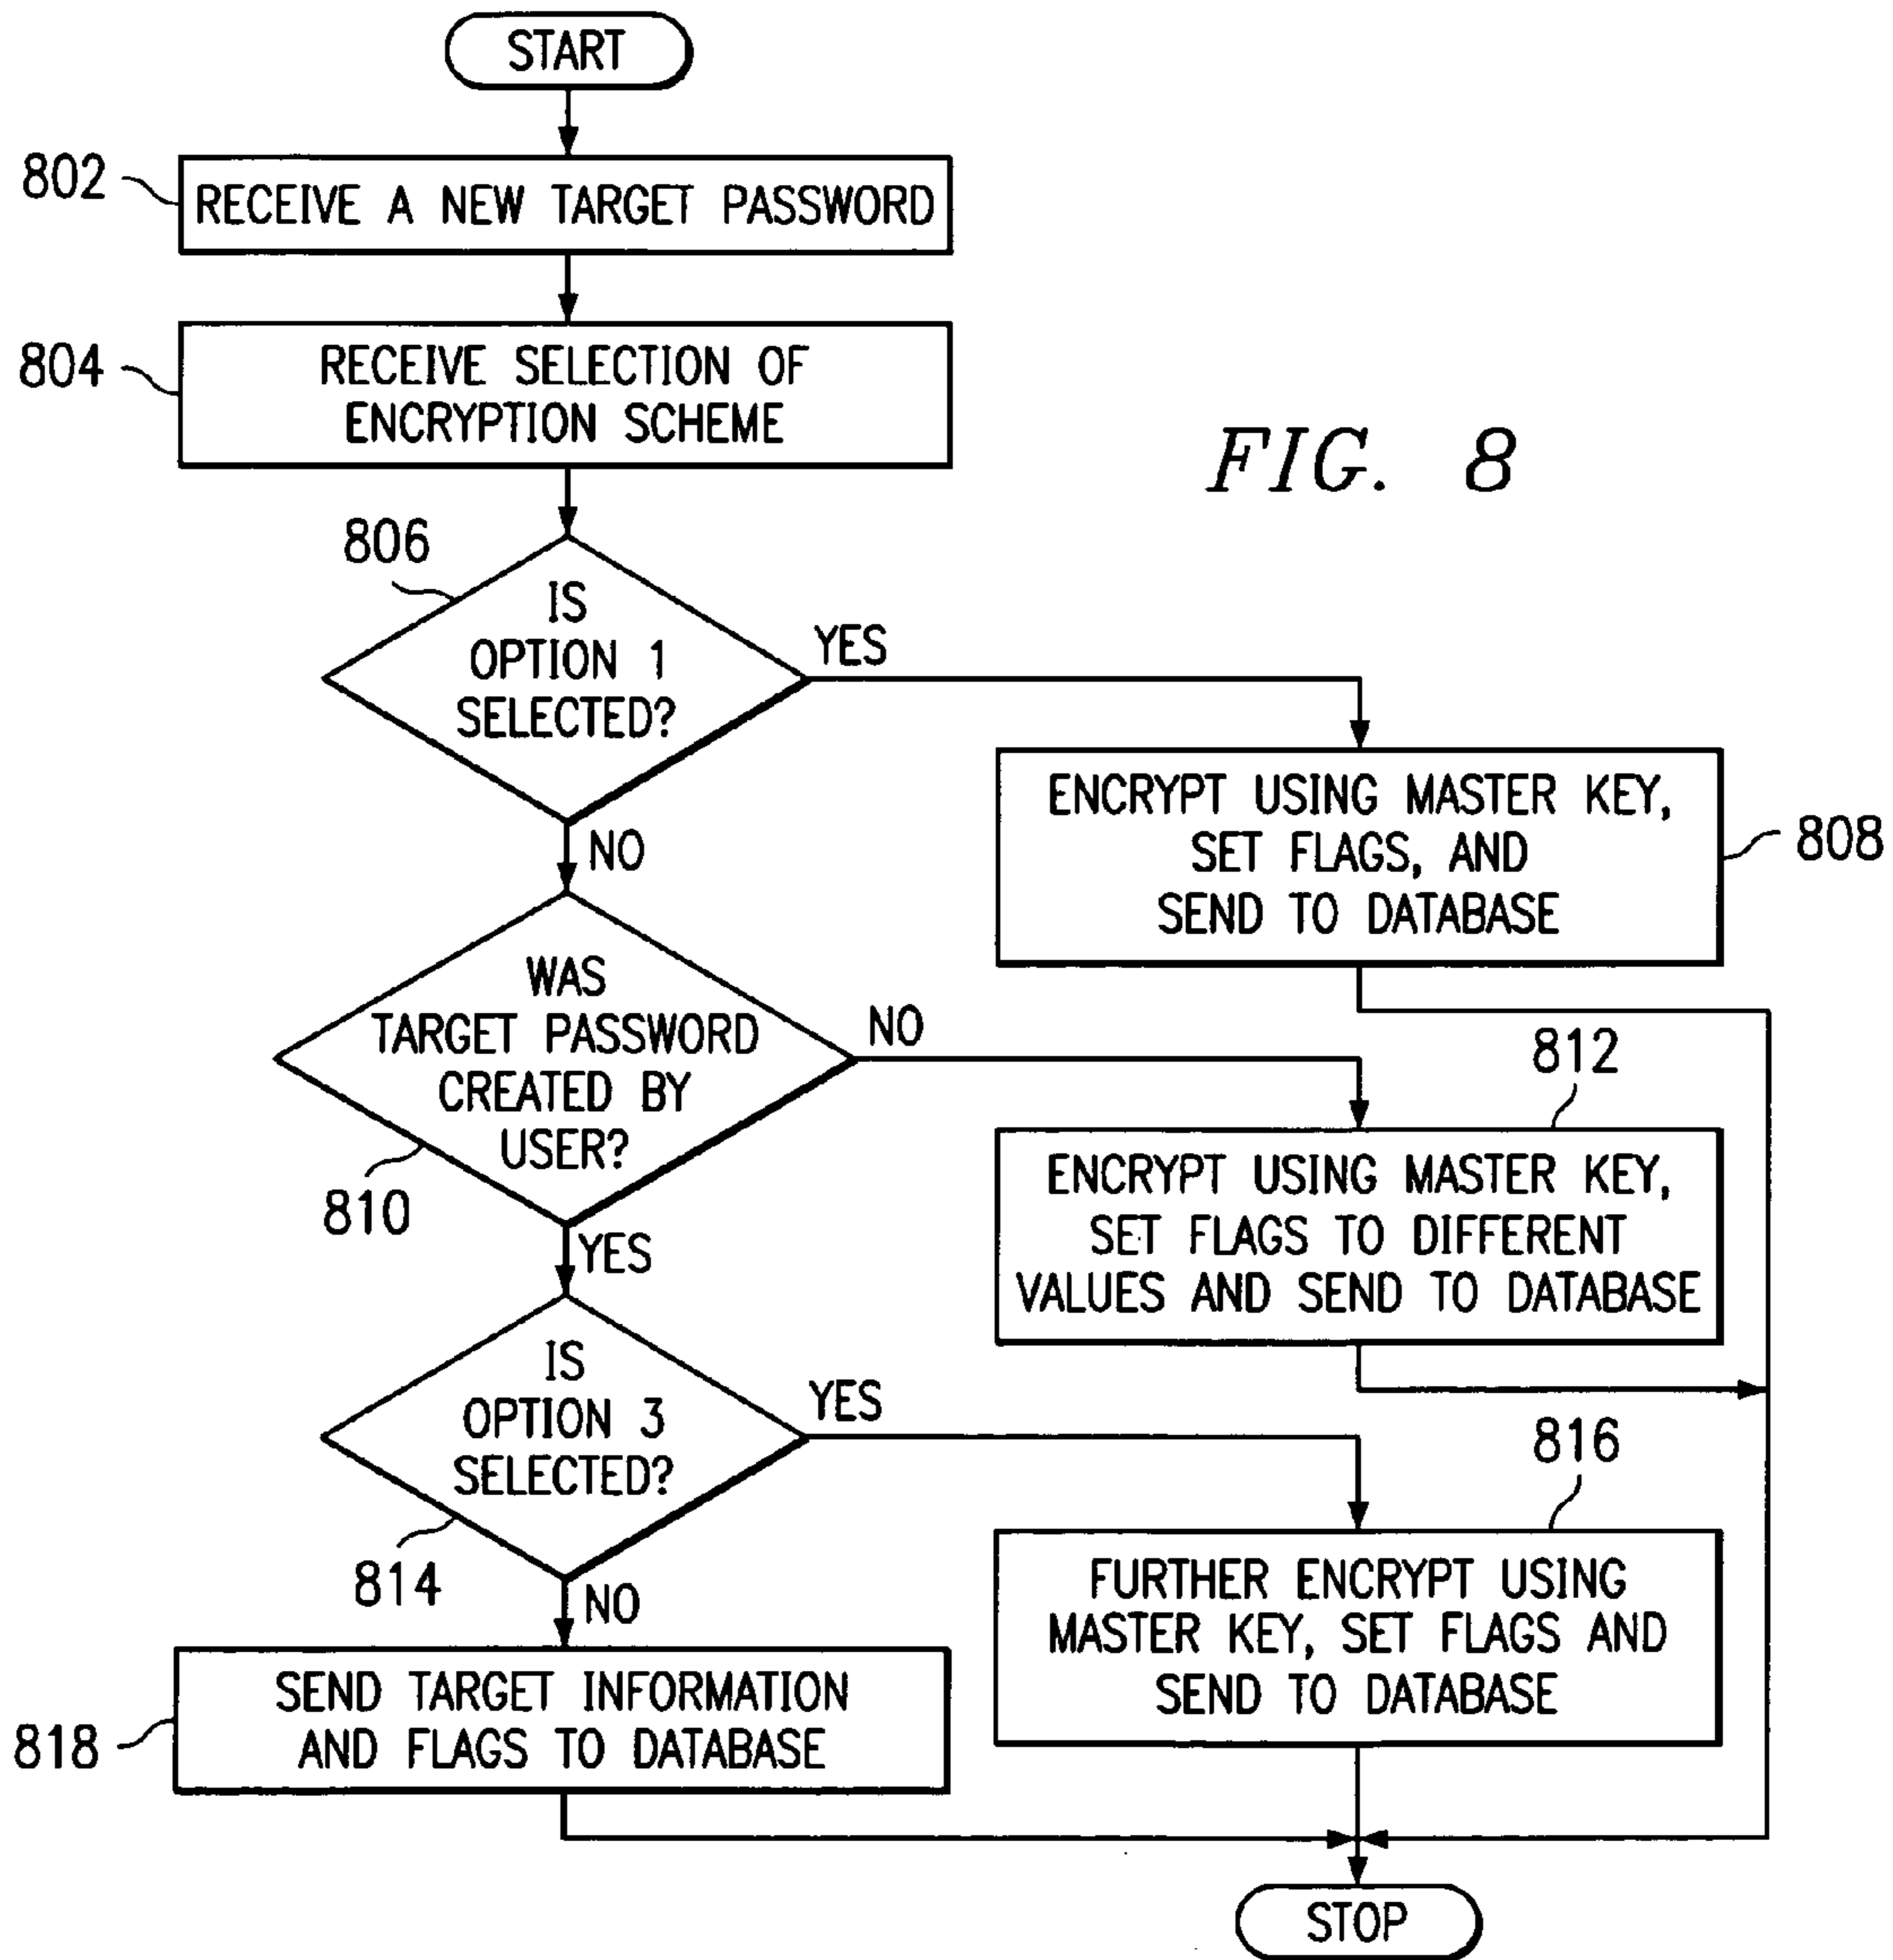 START
802
RECEIVE A NEW TARGET PASSWORD
804
RECEIVE SELECTION OF
ENCRYPTION SCHEME
FIG. 8
806
IS
OPTION 1
SELECTED?
YES
NO
ENCRYPT USING MASTER KEY,
SET FLAGS, AND
SEND TO DATABASE
808
WAS
TARGET PASSWORD
CREATED BY
USER?
810
NO
YES
812
ENCRYPT USING MASTER KEY,
SET FLAGS TO DIFFERENT
VALUES AND SEND TO DATABASE
IS
OPTION 3
SELECTED?
814
YES
NO
816
FURTHER ENCRYPT USING
MASTER KEY, SET FLAGS AND
SEND TO DATABASE
818
SEND TARGET INFORMATION
AND FLAGS TO DATABASE
STOP